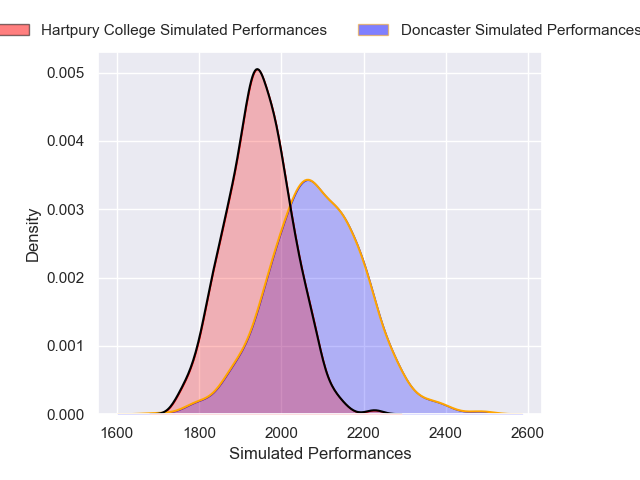 Hartpury College Simulated Performances Doncaster Simulated Performances
0.005
0.004
0.003
0.002
0.001
0.000
Density
1600 1800 2000 2200 2400 2600
Simulated Performances